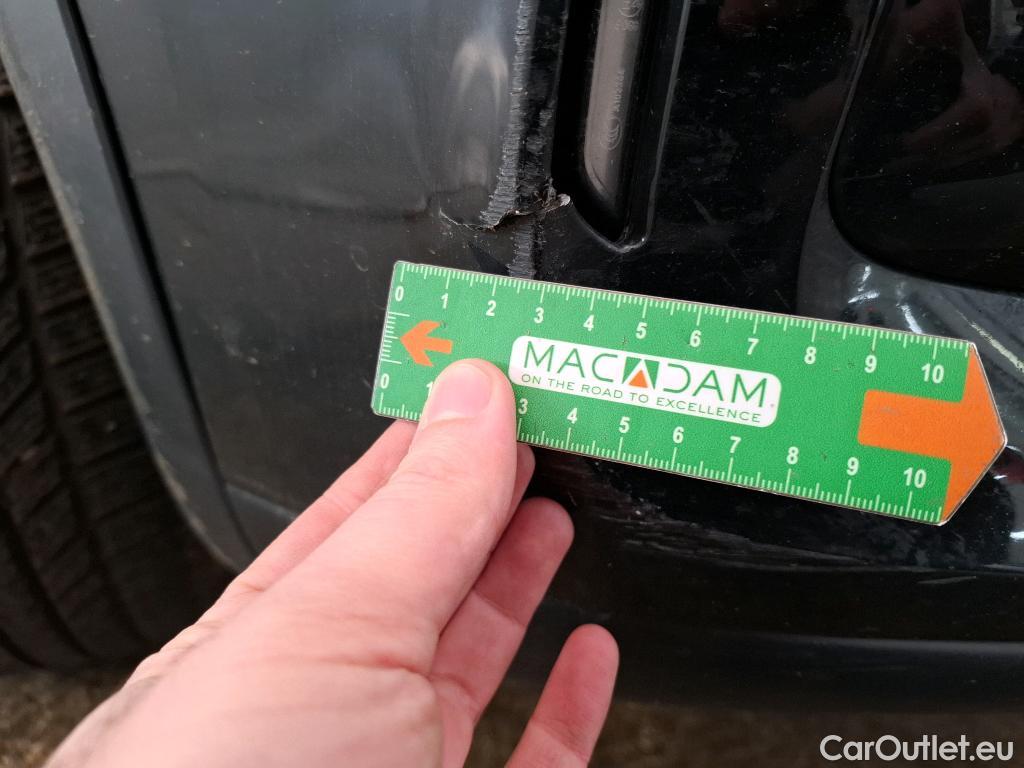 0 1 2 3 4 5 6 7 8 9 10
MACADAM
ON THE ROAD TO EXCELLENCE
0 1 3 4 5 6 7 8 9 10
CarOutlet.eu